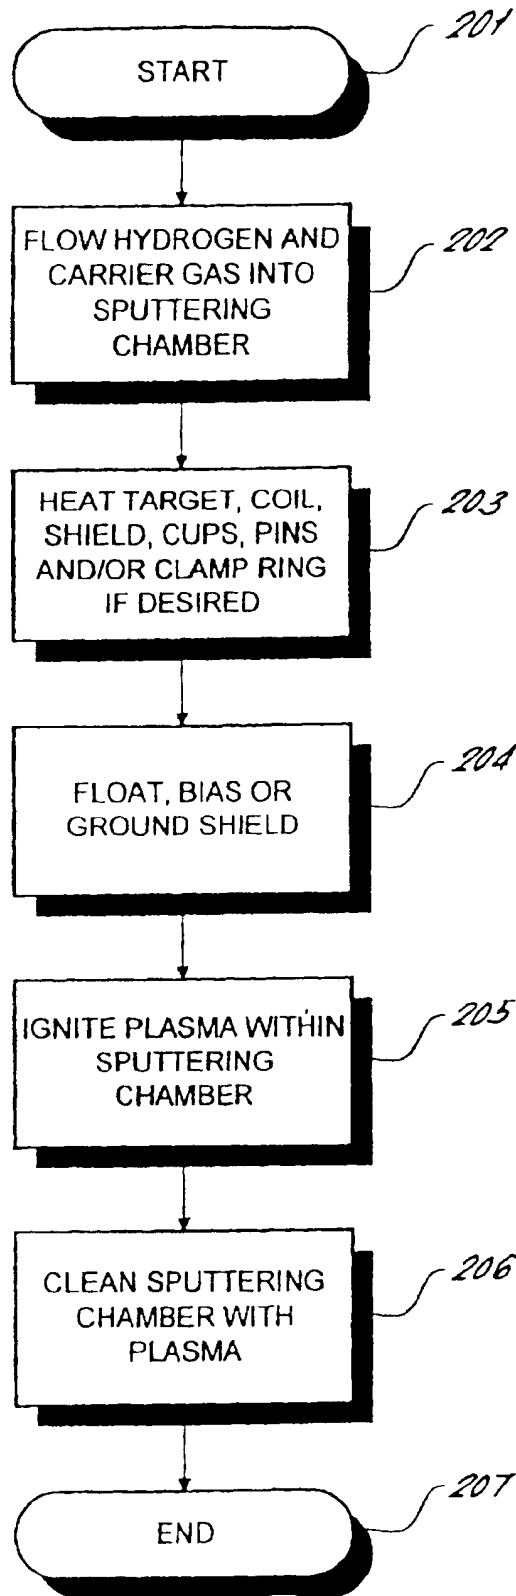 201
START
FLOW HYDROGEN AND
CARRIER GAS INTO
SPUTTERING
CHAMBER
202
HEAT TARGET, COIL,
SHIELD, CUPS, PINS
AND/OR CLAMP RING
IF DESIRED
203
FLOAT, BIAS OR
GROUND SHIELD
204
IGNITE PLASMA WITHIN
SPUTTERING
CHAMBER
205
CLEAN SPUTTERING
CHAMBER WITH
PLASMA
206
END
207